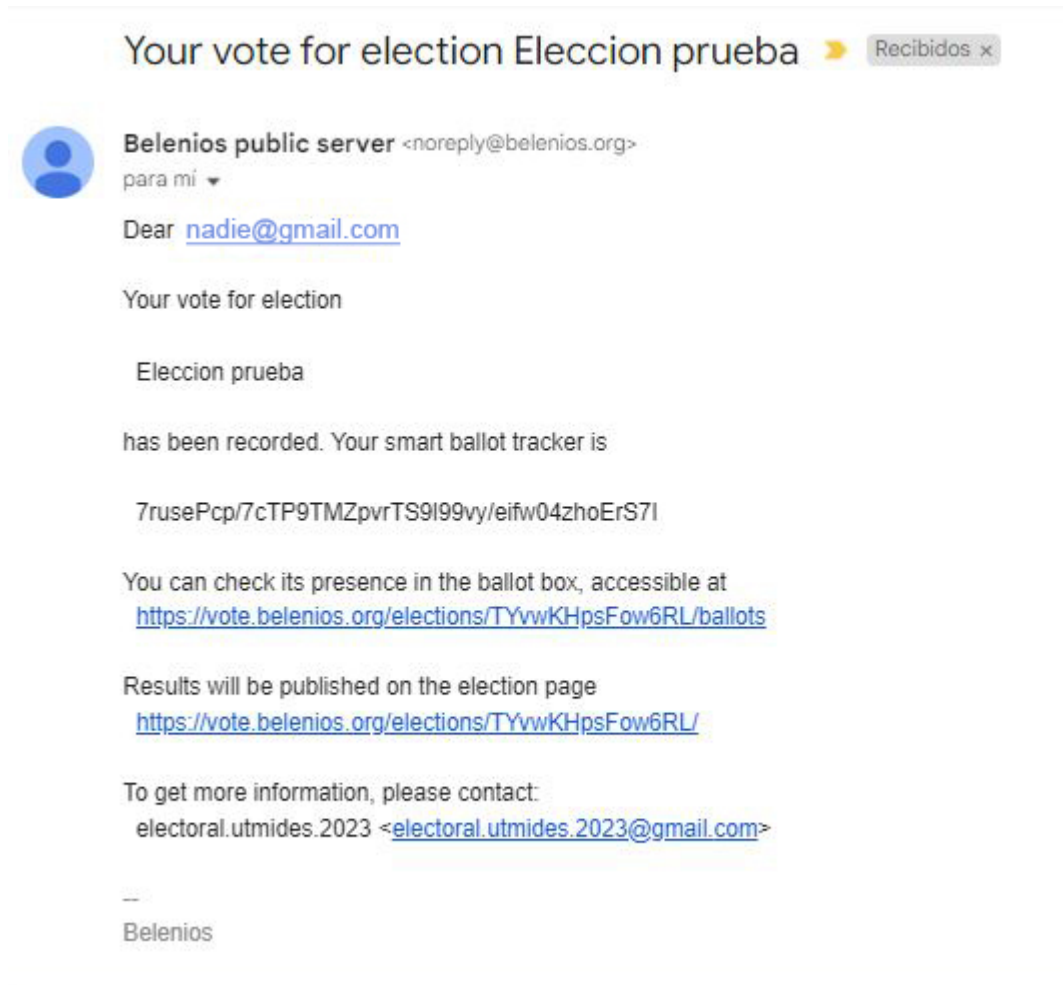 Your vote for election Eleccion prueba Recibidos x
Belenios public server <noreply@belenios.org>
para mí
Dear nadie@gmail.com
Your vote for election
Eleccion prueba
has been recorded. Your smart ballot tracker is
7rusePcp/7cTP9TMZpvrTS9I99vy/eifw04zhoErS7I
You can check its presence in the ballot box, accessible at
https://vote.belenios.org/elections/TYvwKHpsFow6RL/ballots
Results will be published on the election page
https://vote.belenios.org/elections/TYvwKHpsFow6RL/
To get more information, please contact:
electoral.utmides.2023 <electoral.utmides.2023@gmail.com>
--
Belenios